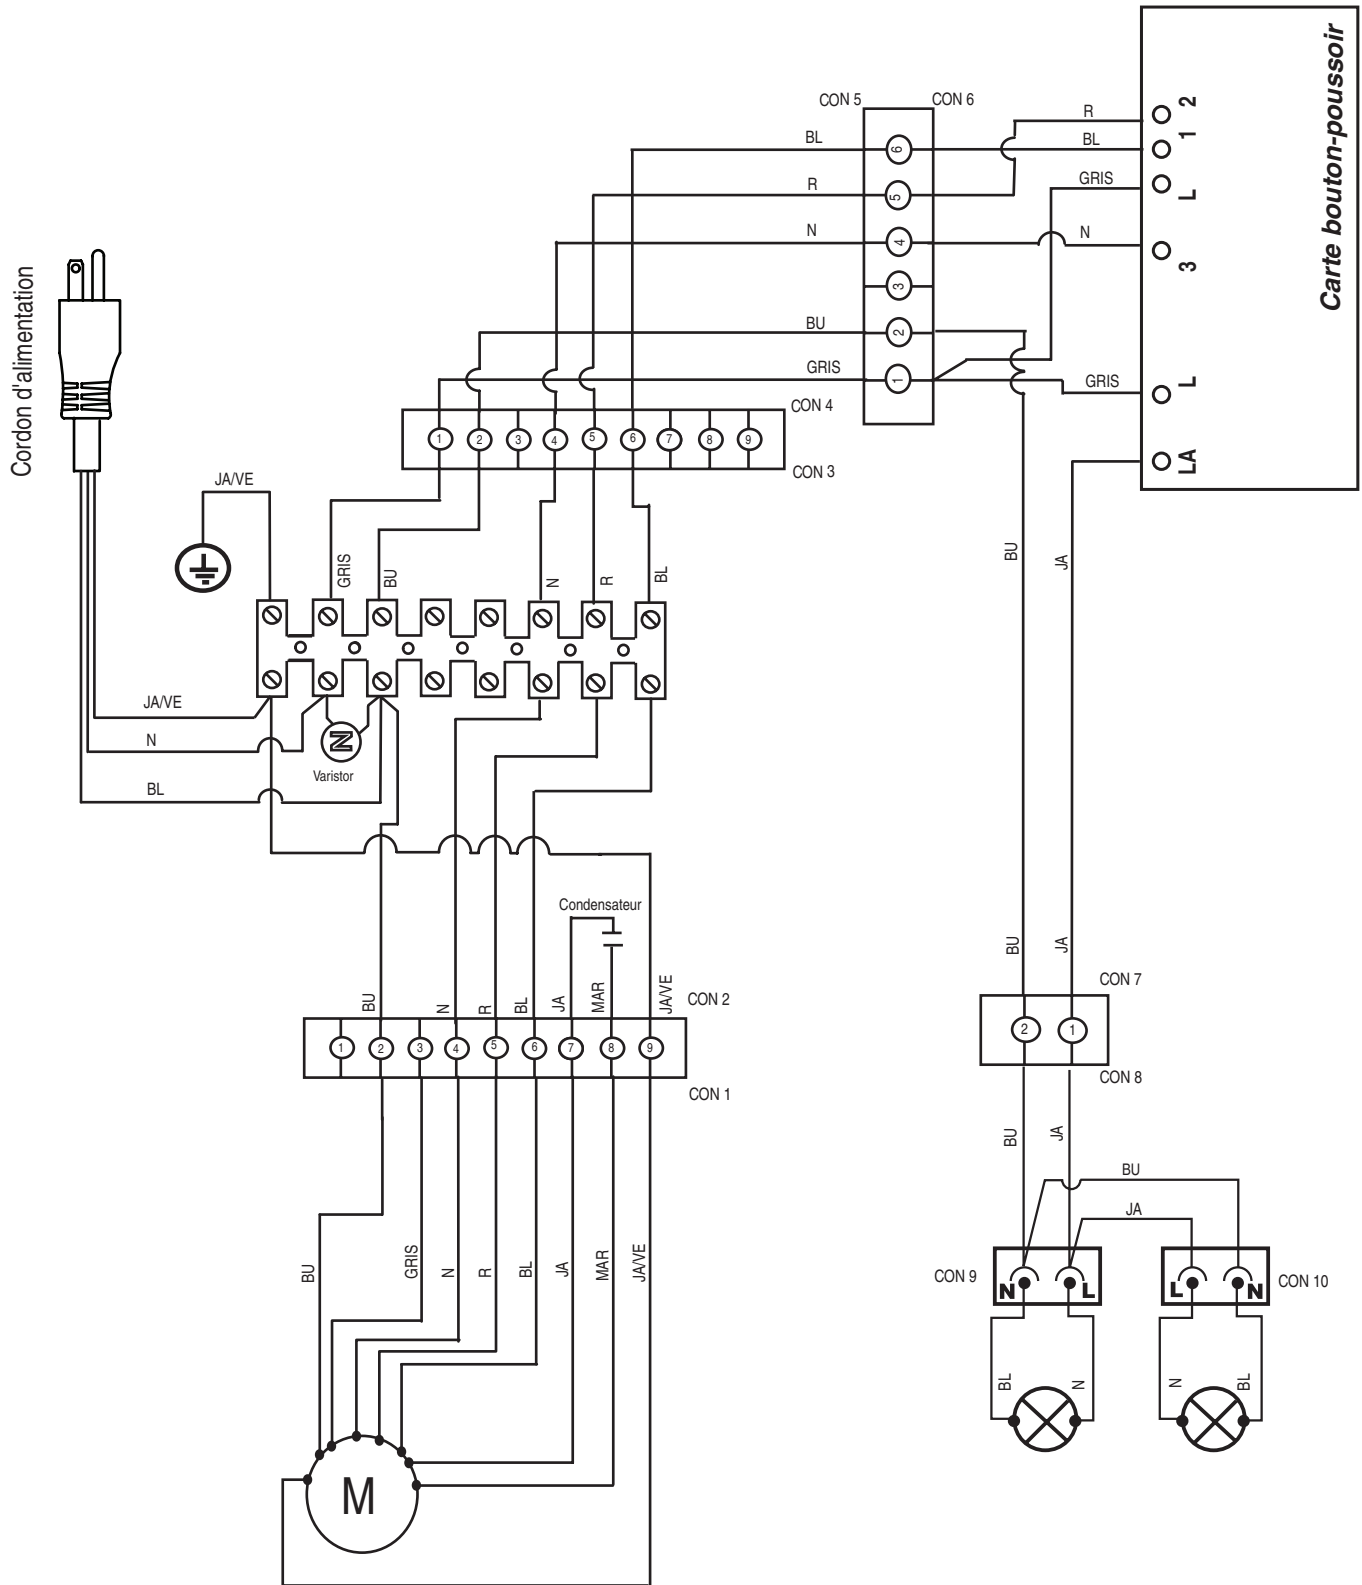 CON 5
CON 6
R
BL
GRIS
N
GRIS
2
1
L
3
L
LA
Carte bouton-poussoir
BL
R
N
BU
GRIS
6
5
4
3
2
1
Cordon d'alimentation
CON 4
1
2
3
4
5
6
7
8
9
CON 3
JA/VE
GRIS
BU
N
R
BL
BU
JA
JA/VE
N
BL
Varistor
Condensateur
BU
N
R
BL
JA
MAR
JA/VE
CON 2
1
2
3
4
5
6
7
8
9
CON 1
BU
JA
CON 7
2
1
CON 8
BU
JA
BU
JA
CON 9
N
L
L
N
CON 10
BU
GRIS
N
R
BL
JA
MAR
JA/VE
BL
N
N
BL
M